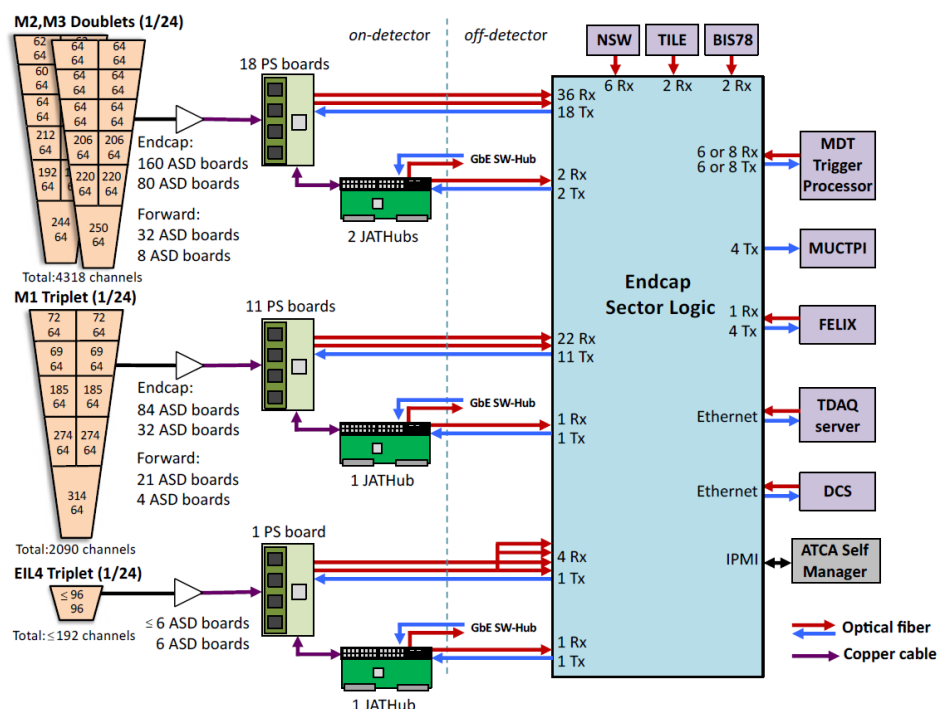 M2,M3 Doublets (1/24)
on-detector
off-detector
62
64
60
64
64
64
212
64
192
64
244
64
64
64
64
64
64
64
64
64
64
64
64
64
206
64
206
64
220
64
220
64
250
64
Total:4318 channels
Endcap:
160 ASD boards
80 ASD boards
Forward:
32 ASD boards
8 ASD boards
18 PS boards
GbE SW-Hub
2 JATHubs
M1 Triplet (1/24)
72
64
72
64
69
64
69
64
185
64
185
64
274
64
274
64
314
64
Total:2090 channels
Endcap:
84 ASD boards
32 ASD boards
Forward:
21 ASD boards
4 ASD boards
11 PS boards
GbE SW-Hub
1 JATHub
EIL4 Triplet (1/24)
≤ 96
96
Total:≤192 channels
≤ 6 ASD boards
6 ASD boards
1 PS board
GbE SW-Hub
1 JATHub
NSW
TILE
BIS78
6 Rx
2 Rx
2 Rx
36 Rx
18 Tx
2 Rx
2 Tx
22 Rx
11 Tx
1 Rx
1 Tx
4 Rx
1 Tx
1 Rx
1 Tx
Endcap
Sector Logic
6 or 8 Rx
6 or 8 Tx
MDT
Trigger
Processor
4 Tx
MUCTPI
1 Rx
4 Tx
FELIX
Ethernet
TDAQ
server
Ethernet
DCS
IPMI
ATCA Self
Manager
Optical fiber
Copper cable